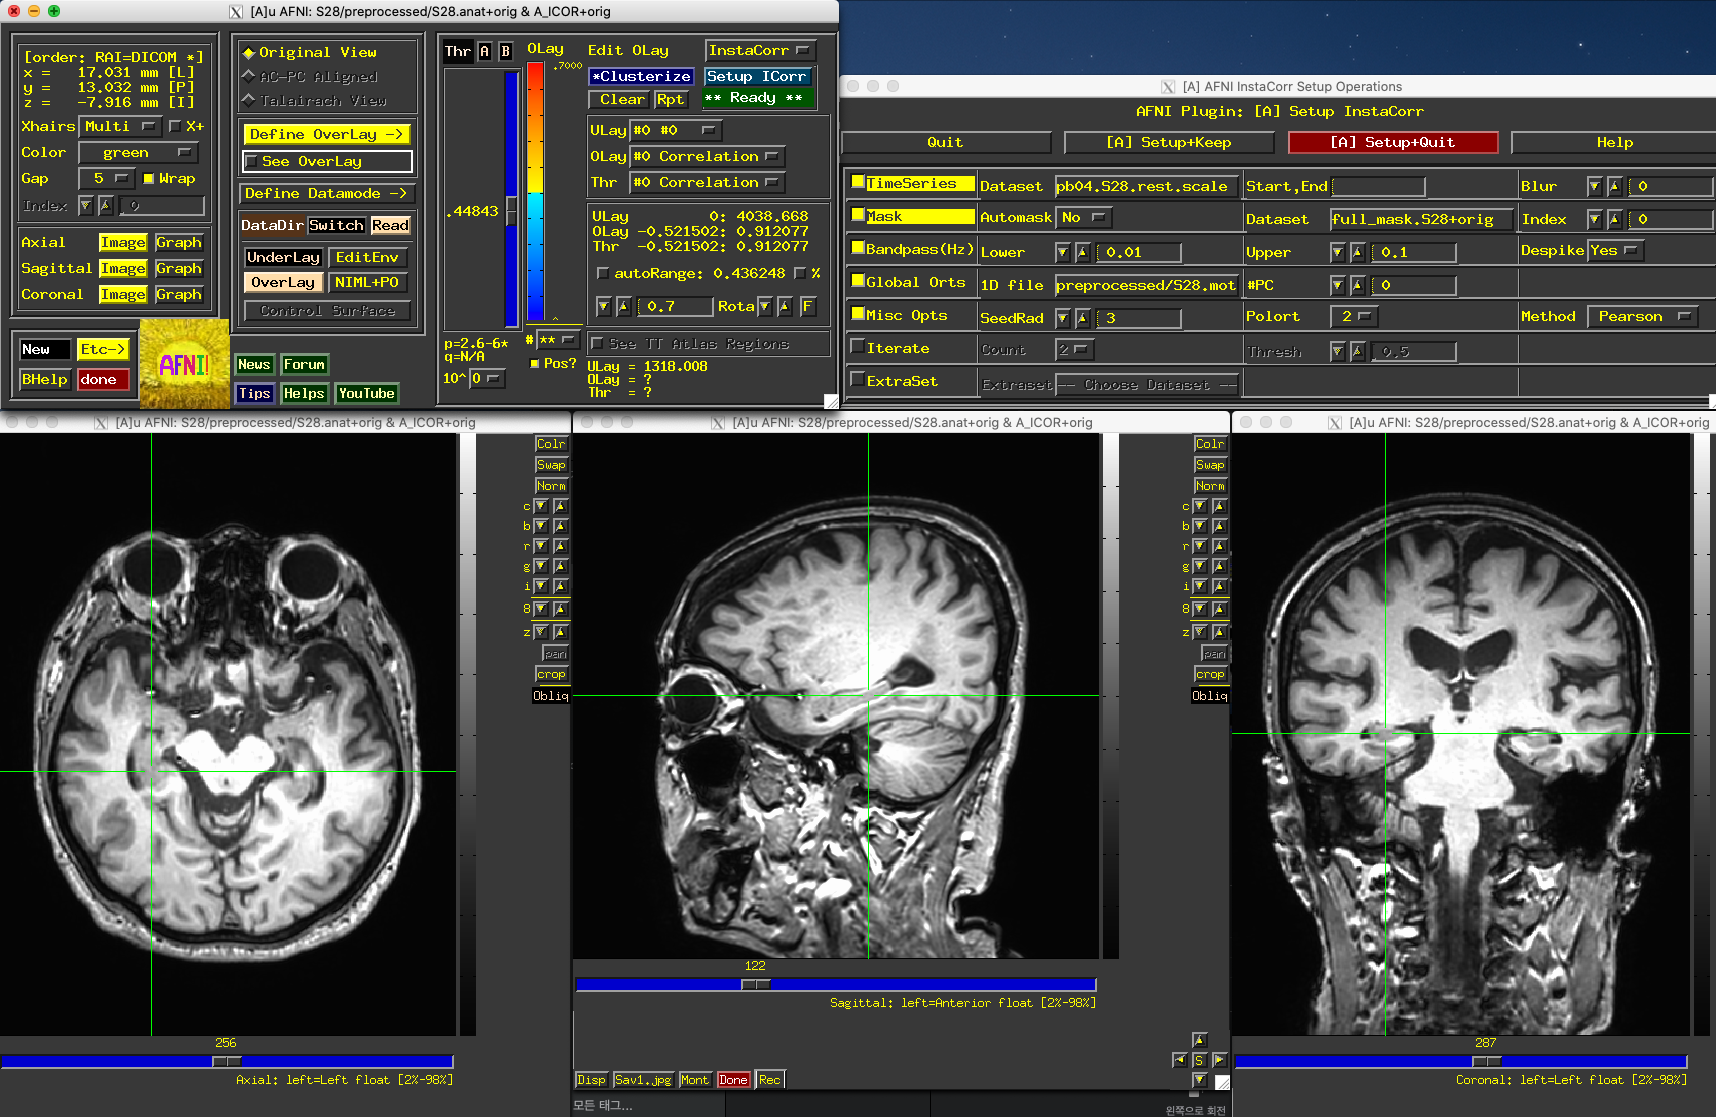 [A]u AFNI: S28/preprocessed/S28.anat+orig & A_ICOR+orig
[order: RAI=DICOM *]
x = 17.031 mm [L]
y = 13.032 mm [P]
z = -7.916 mm [I]
Xhairs Multi X+
Color green
Gap 5 Wrap
Index 0
Axial Image Graph
Sagittal Image Graph
Coronal Image Graph
New Etc->
BHelp done
AFNI!
Original View
AC-PC Aligned
Talairach View
Define OverLay ->
See OverLay
Define Datamode ->
DataDir Switch Read
UnderLay EditEnv
OverLay NIML+PO
Control Surface
News Forum
Tips Helps YouTube
Thr A B OLay
.7000
.44843
p=2.6-6*
q=N/A
10^ 0
# **
Pos?
Edit OLay InstaCorr
*Clusterize Setup ICorr
Clear Rpt ** Ready **
ULay #0 #0
OLay #0 Correlation
Thr #0 Correlation
ULay 0: 4038.668
OLay -0.521502: 0.912077
Thr -0.521502: 0.912077
autoRange: 0.436248 %
0.7 Rota F
See TT Atlas Regions
ULay = 1318.008
OLay = ?
Thr = ?
[A] AFNI InstaCorr Setup Operations
AFNI Plugin: [A] Setup InstaCorr
Quit [A] Setup+Keep [A] Setup+Quit Help
TimeSeries Dataset pb04.S28.rest.scale Start,End Blur 0
Mask Automask No Dataset full_mask.S28+orig Index 0
Bandpass(Hz) Lower 0.01 Upper 0.1 Despike Yes
Global Orts 1D file preprocessed/S28.mot #PC 0
Misc Opts SeedRad 3 Polort 2 Method Pearson
Iterate Count 2 Thresh 0.5
ExtraSet Extraset -- Choose Dataset --
[A]u AFNI: S28/preprocessed/S28.anat+orig & A_ICOR+orig
Colr
Swap
Norm
c
b
r
g
i
8
z
pan
crop
Obliq
256
Axial: left=Left float [2%-98%]
[A]u AFNI: S28/preprocessed/S28.anat+orig & A_ICOR+orig
Colr
Swap
Norm
c
b
r
g
i
8
z
pan
crop
Obliq
122
Sagittal: left=Anterior float [2%-98%]
S
Disp Sav1.jpg Mont Done Rec
모든 태그...
왼쪽으로 회전
[A]u AFNI: S28/preprocessed/S28.anat+orig & A_ICOR+orig
287
Coronal: left=Left float [2%-98%]